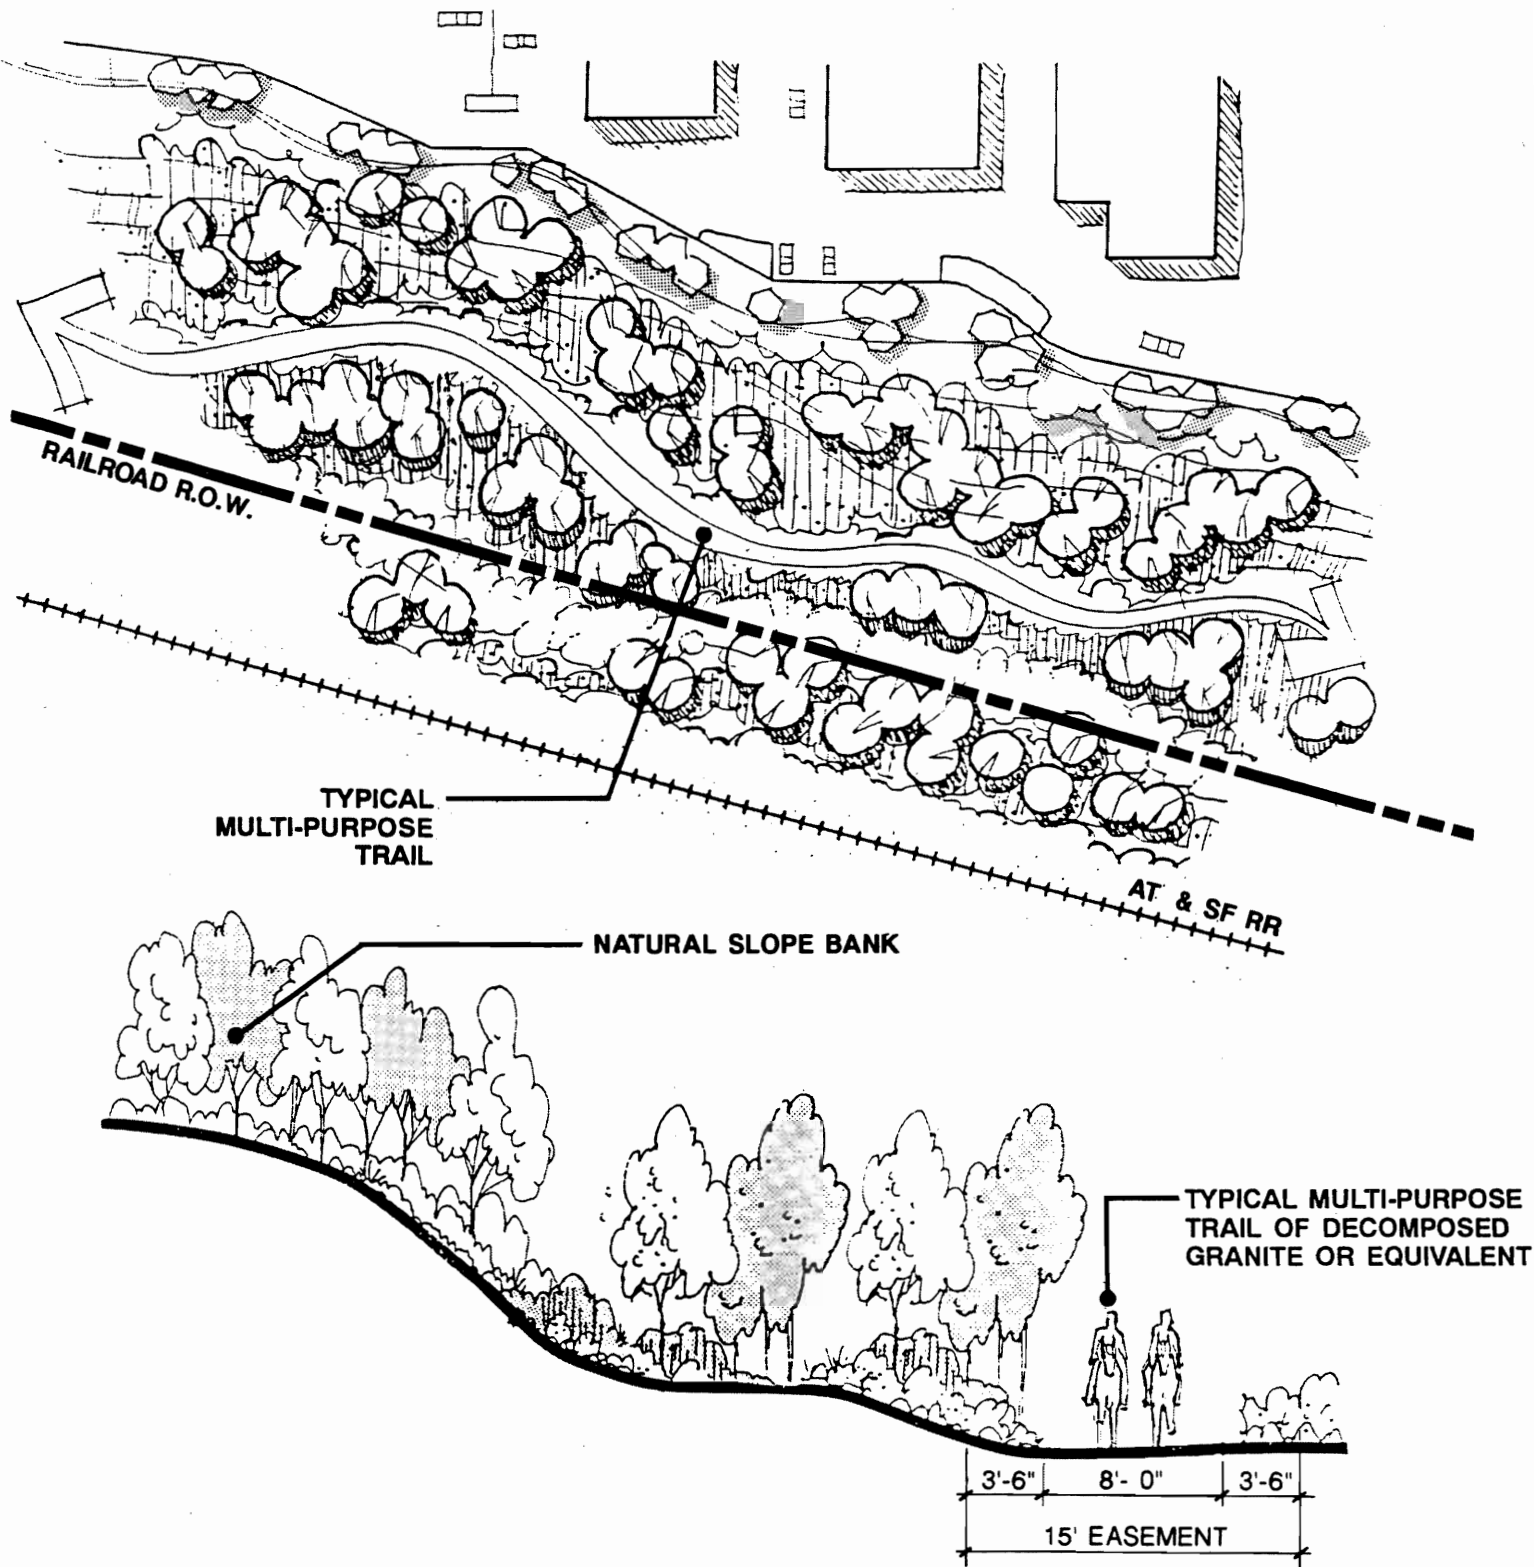 RAILROAD R.O.W.
TYPICAL
MULTI-PURPOSE
TRAIL
AT & SF RR
NATURAL SLOPE BANK
TYPICAL MULTI-PURPOSE
TRAIL OF DECOMPOSED
GRANITE OR EQUIVALENT
3'-6" 8'- 0" 3'-6"
15' EASEMENT